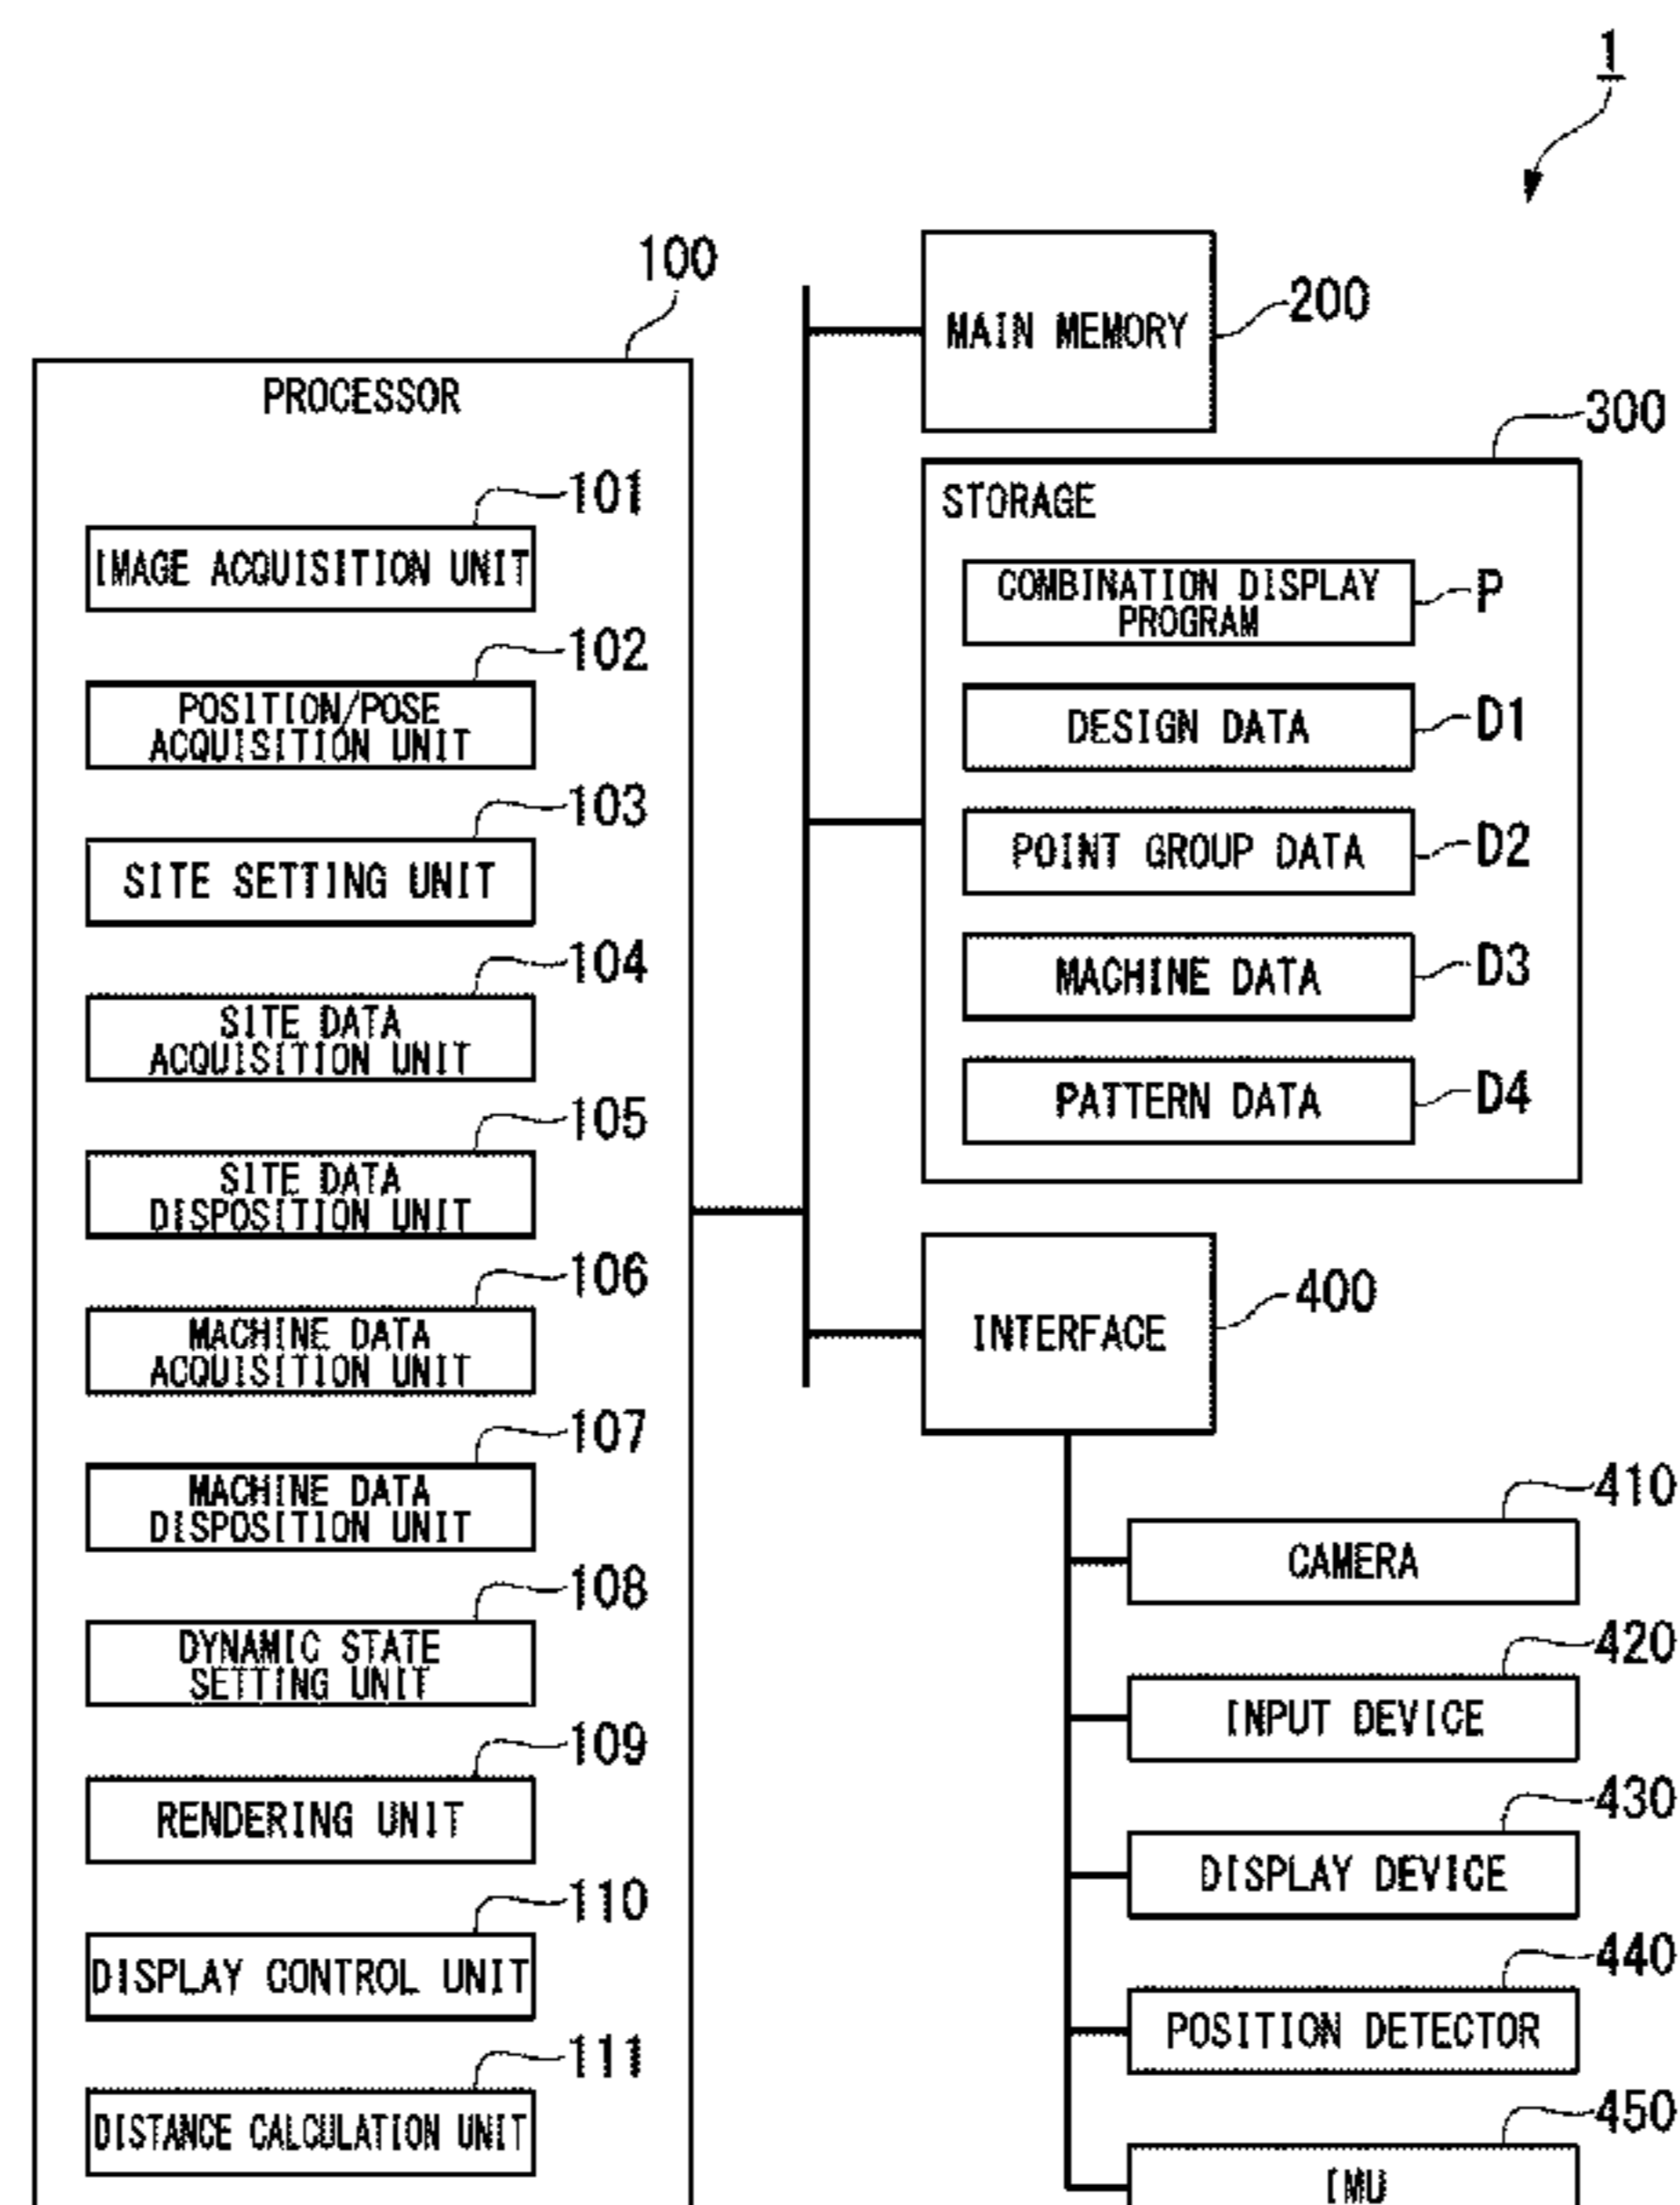 1
100
PROCESSOR
101
IMAGE ACQUISITION UNIT
102
POSITION/POSE
ACQUISITION UNIT
103
SITE SETTING UNIT
104
SITE DATA
ACQUISITION UNIT
105
SITE DATA
DISPOSITION UNIT
106
MACHINE DATA
ACQUISITION UNIT
107
MACHINE DATA
DISPOSITION UNIT
108
DYNAMIC STATE
SETTING UNIT
109
RENDERING UNIT
110
DISPLAY CONTROL UNIT
111
DISTANCE CALCULATION UNIT
MAIN MEMORY
200
300
STORAGE
COMBINATION DISPLAY
PROGRAM
P
DESIGN DATA
D1
POINT GROUP DATA
D2
MACHINE DATA
D3
PATTERN DATA
D4
INTERFACE
400
410
CAMERA
420
INPUT DEVICE
430
DISPLAY DEVICE
440
POSITION DETECTOR
450
IMU